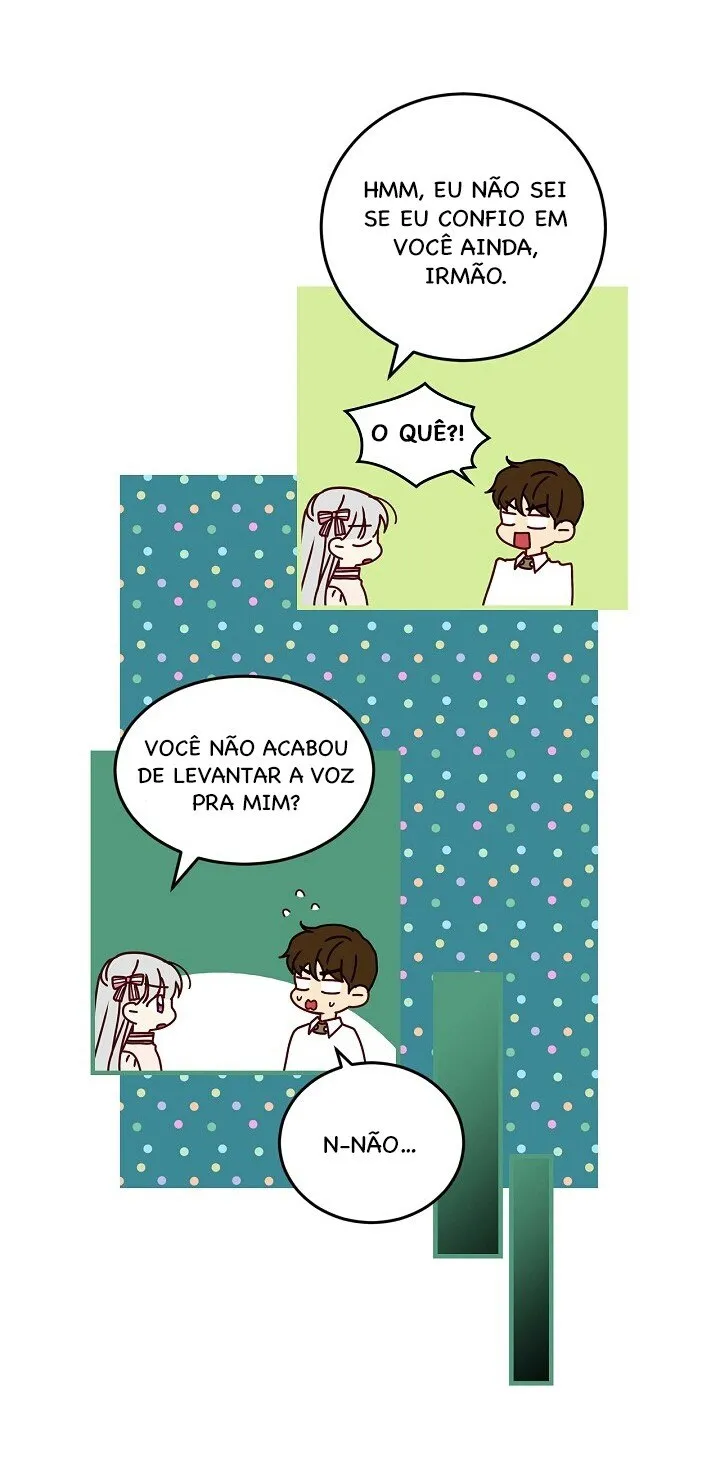 HMM, EU NÃO SEI
SE EU CONFIO EM
VOCÊ AINDA,
IRMÃO.
O QUÊ?!
VOCÊ NÃO ACABOU
DE LEVANTAR A VOZ
PRA MIM?
N-NÃO...